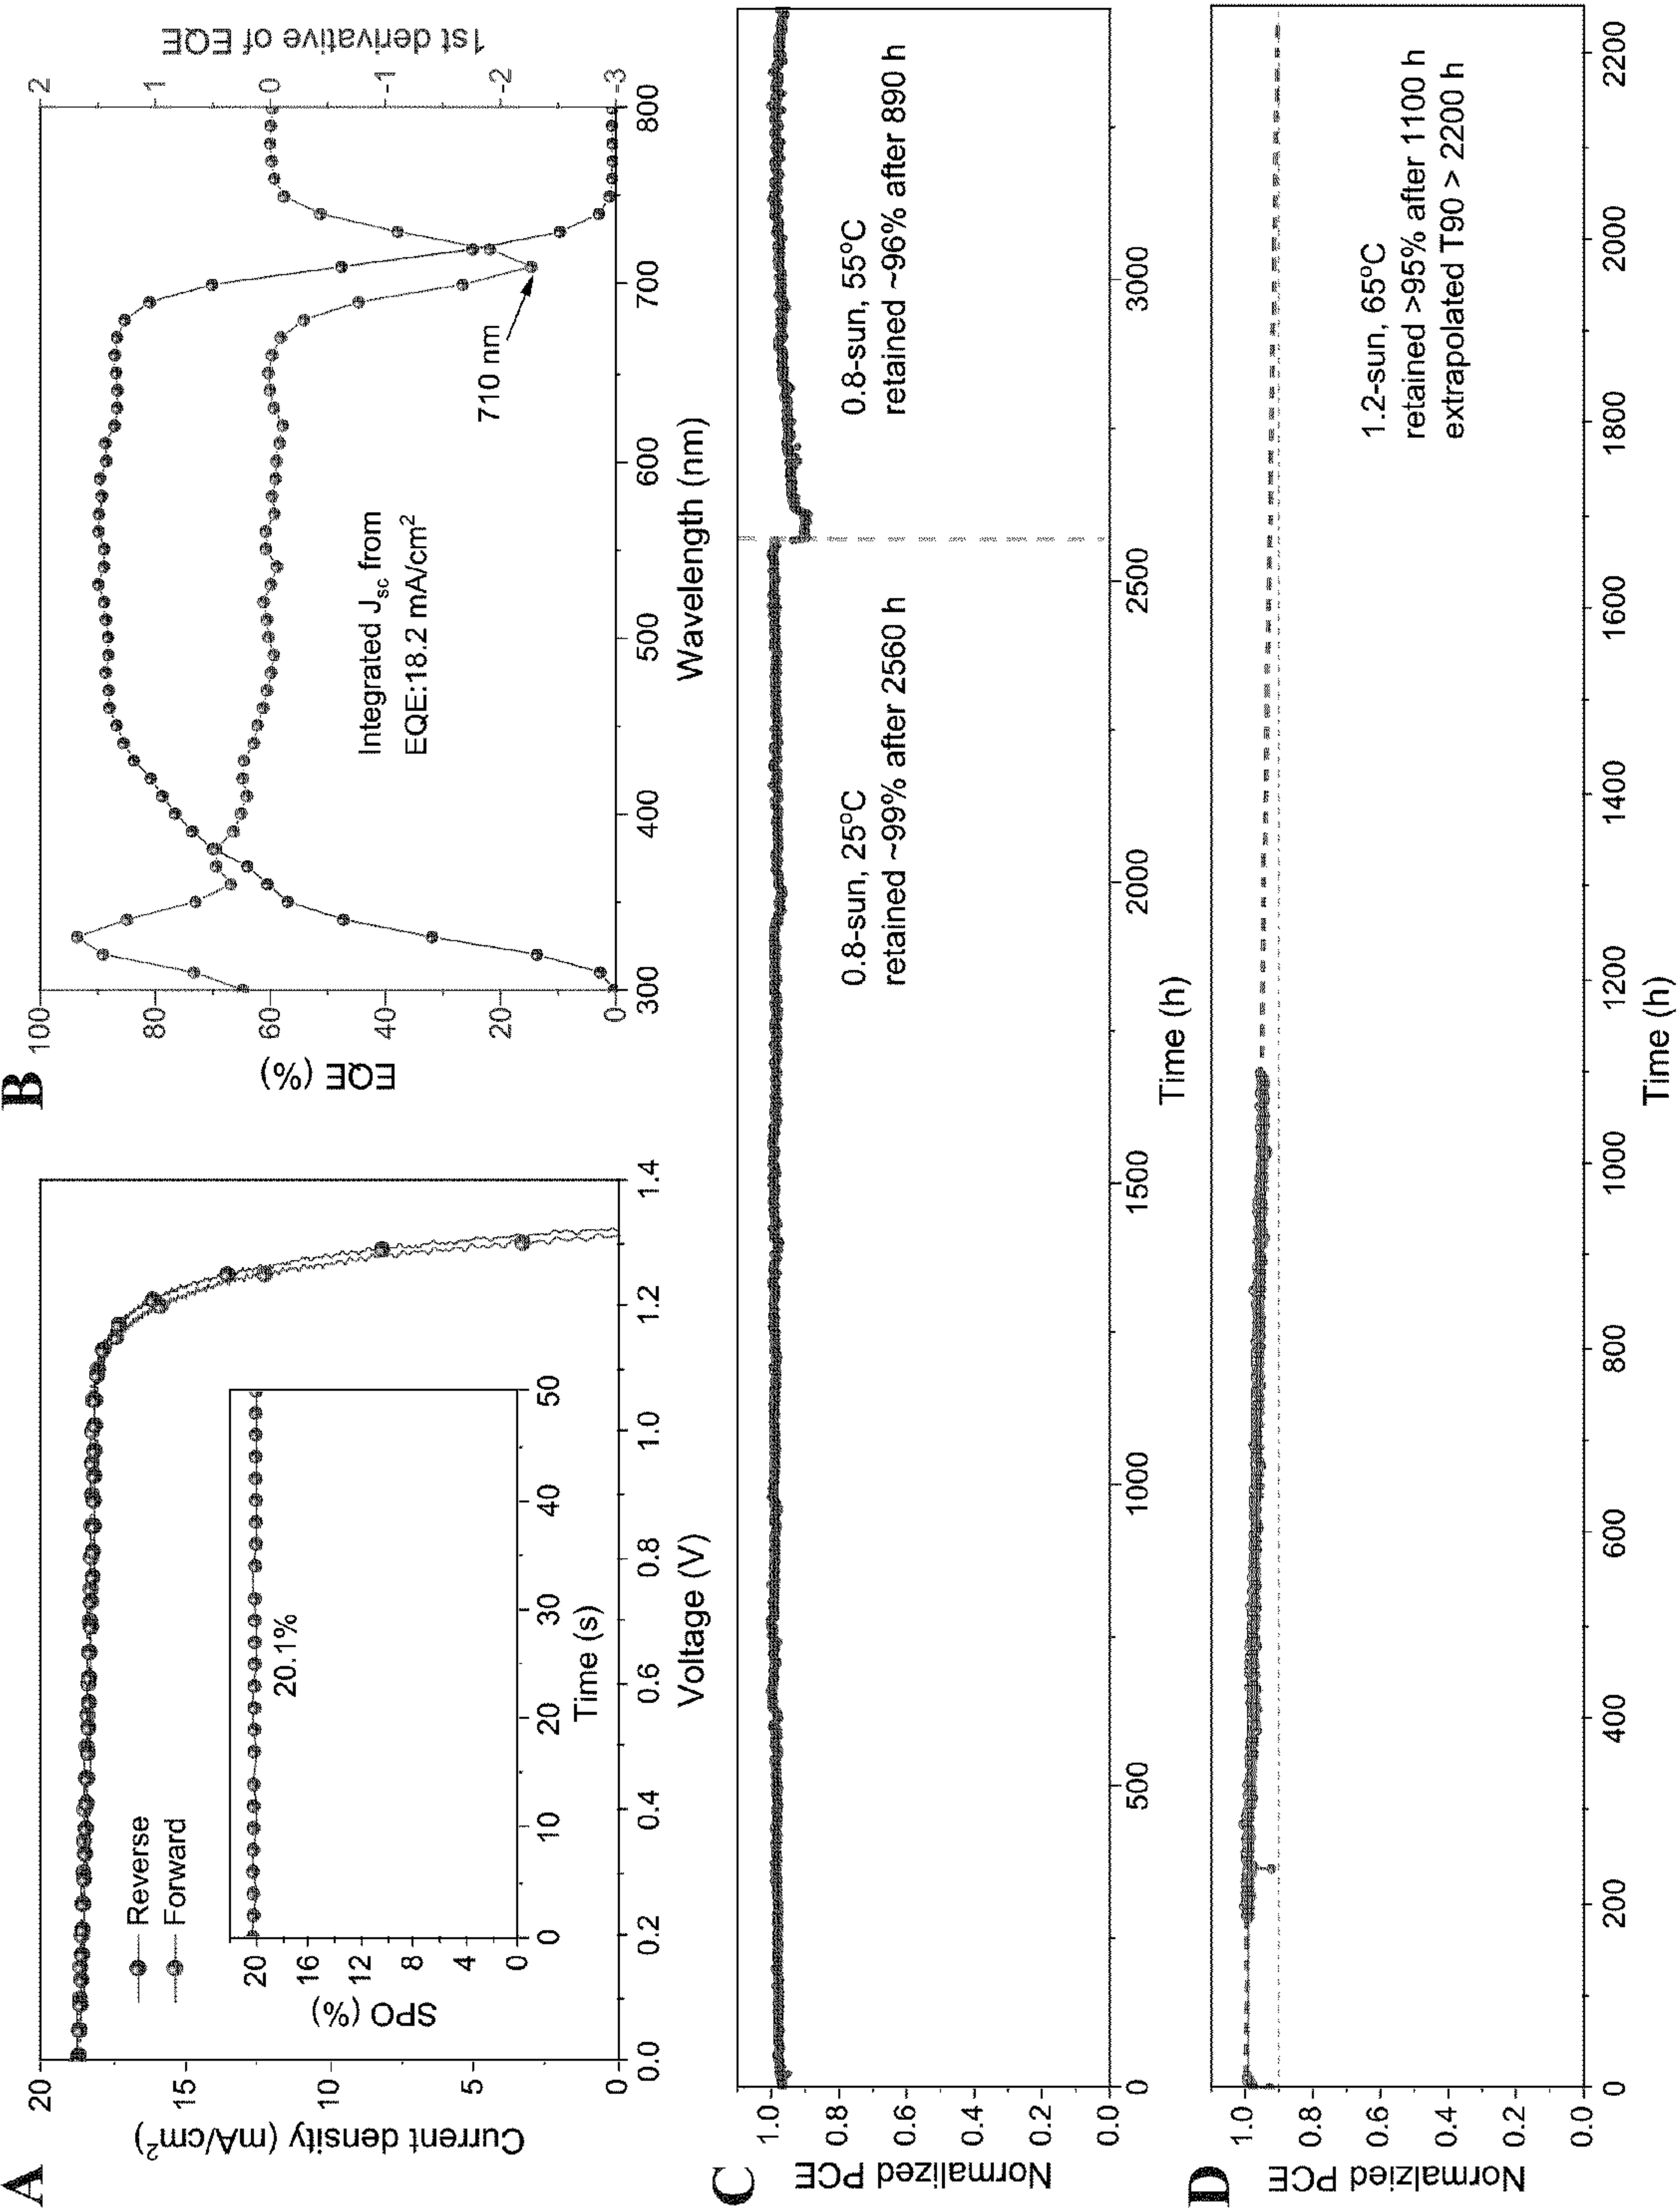 A
Current density (mA/cm2)
20
15
10
5
0
Reverse
Forward
SPO (%)
20
16
12
8
4
0
20.1%
0
10
20
30
40
50
Time (s)
0.0
0.2
0.4
0.6
0.8
1.0
1.2
1.4
Voltage (V)
B
EQE (%)
100
80
60
40
20
0
Integrated Jsc from
EQE:18.2 mA/cm2
710 nm
2
1
0
-1
-2
-3
1st derivative of EQE
300
400
500
600
700
800
Wavelength (nm)
C
Normalized PCE
1.0
0.8
0.6
0.4
0.2
0.0
0.8-sun, 25oC
retained ~99% after 2560 h
0.8-sun, 55oC
retained ~96% after 890 h
0
500
1000
1500
2000
2500
3000
Time (h)
D
Normalzied PCE
1.0
0.8
0.6
0.4
0.2
0.0
1.2-sun, 65oC
retained >95% after 1100 h
extrapolated T90 > 2200 h
0
200
400
600
800
1000
1200
1400
1600
1800
2000
2200
Time (h)